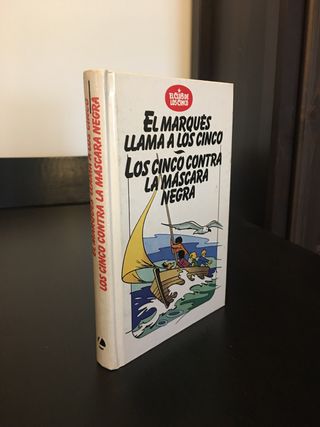 EL CLUB DE
LOS CINCO
EL MARQUÉS
LLAMA A LOS CINCO
LOS CINCO CONTRA
LA MÁSCARA
NEGRA
EL MARQUÉS LLAMA A LOS CINCO
LOS CINCO CONTRA LA MÁSCARA NEGRA